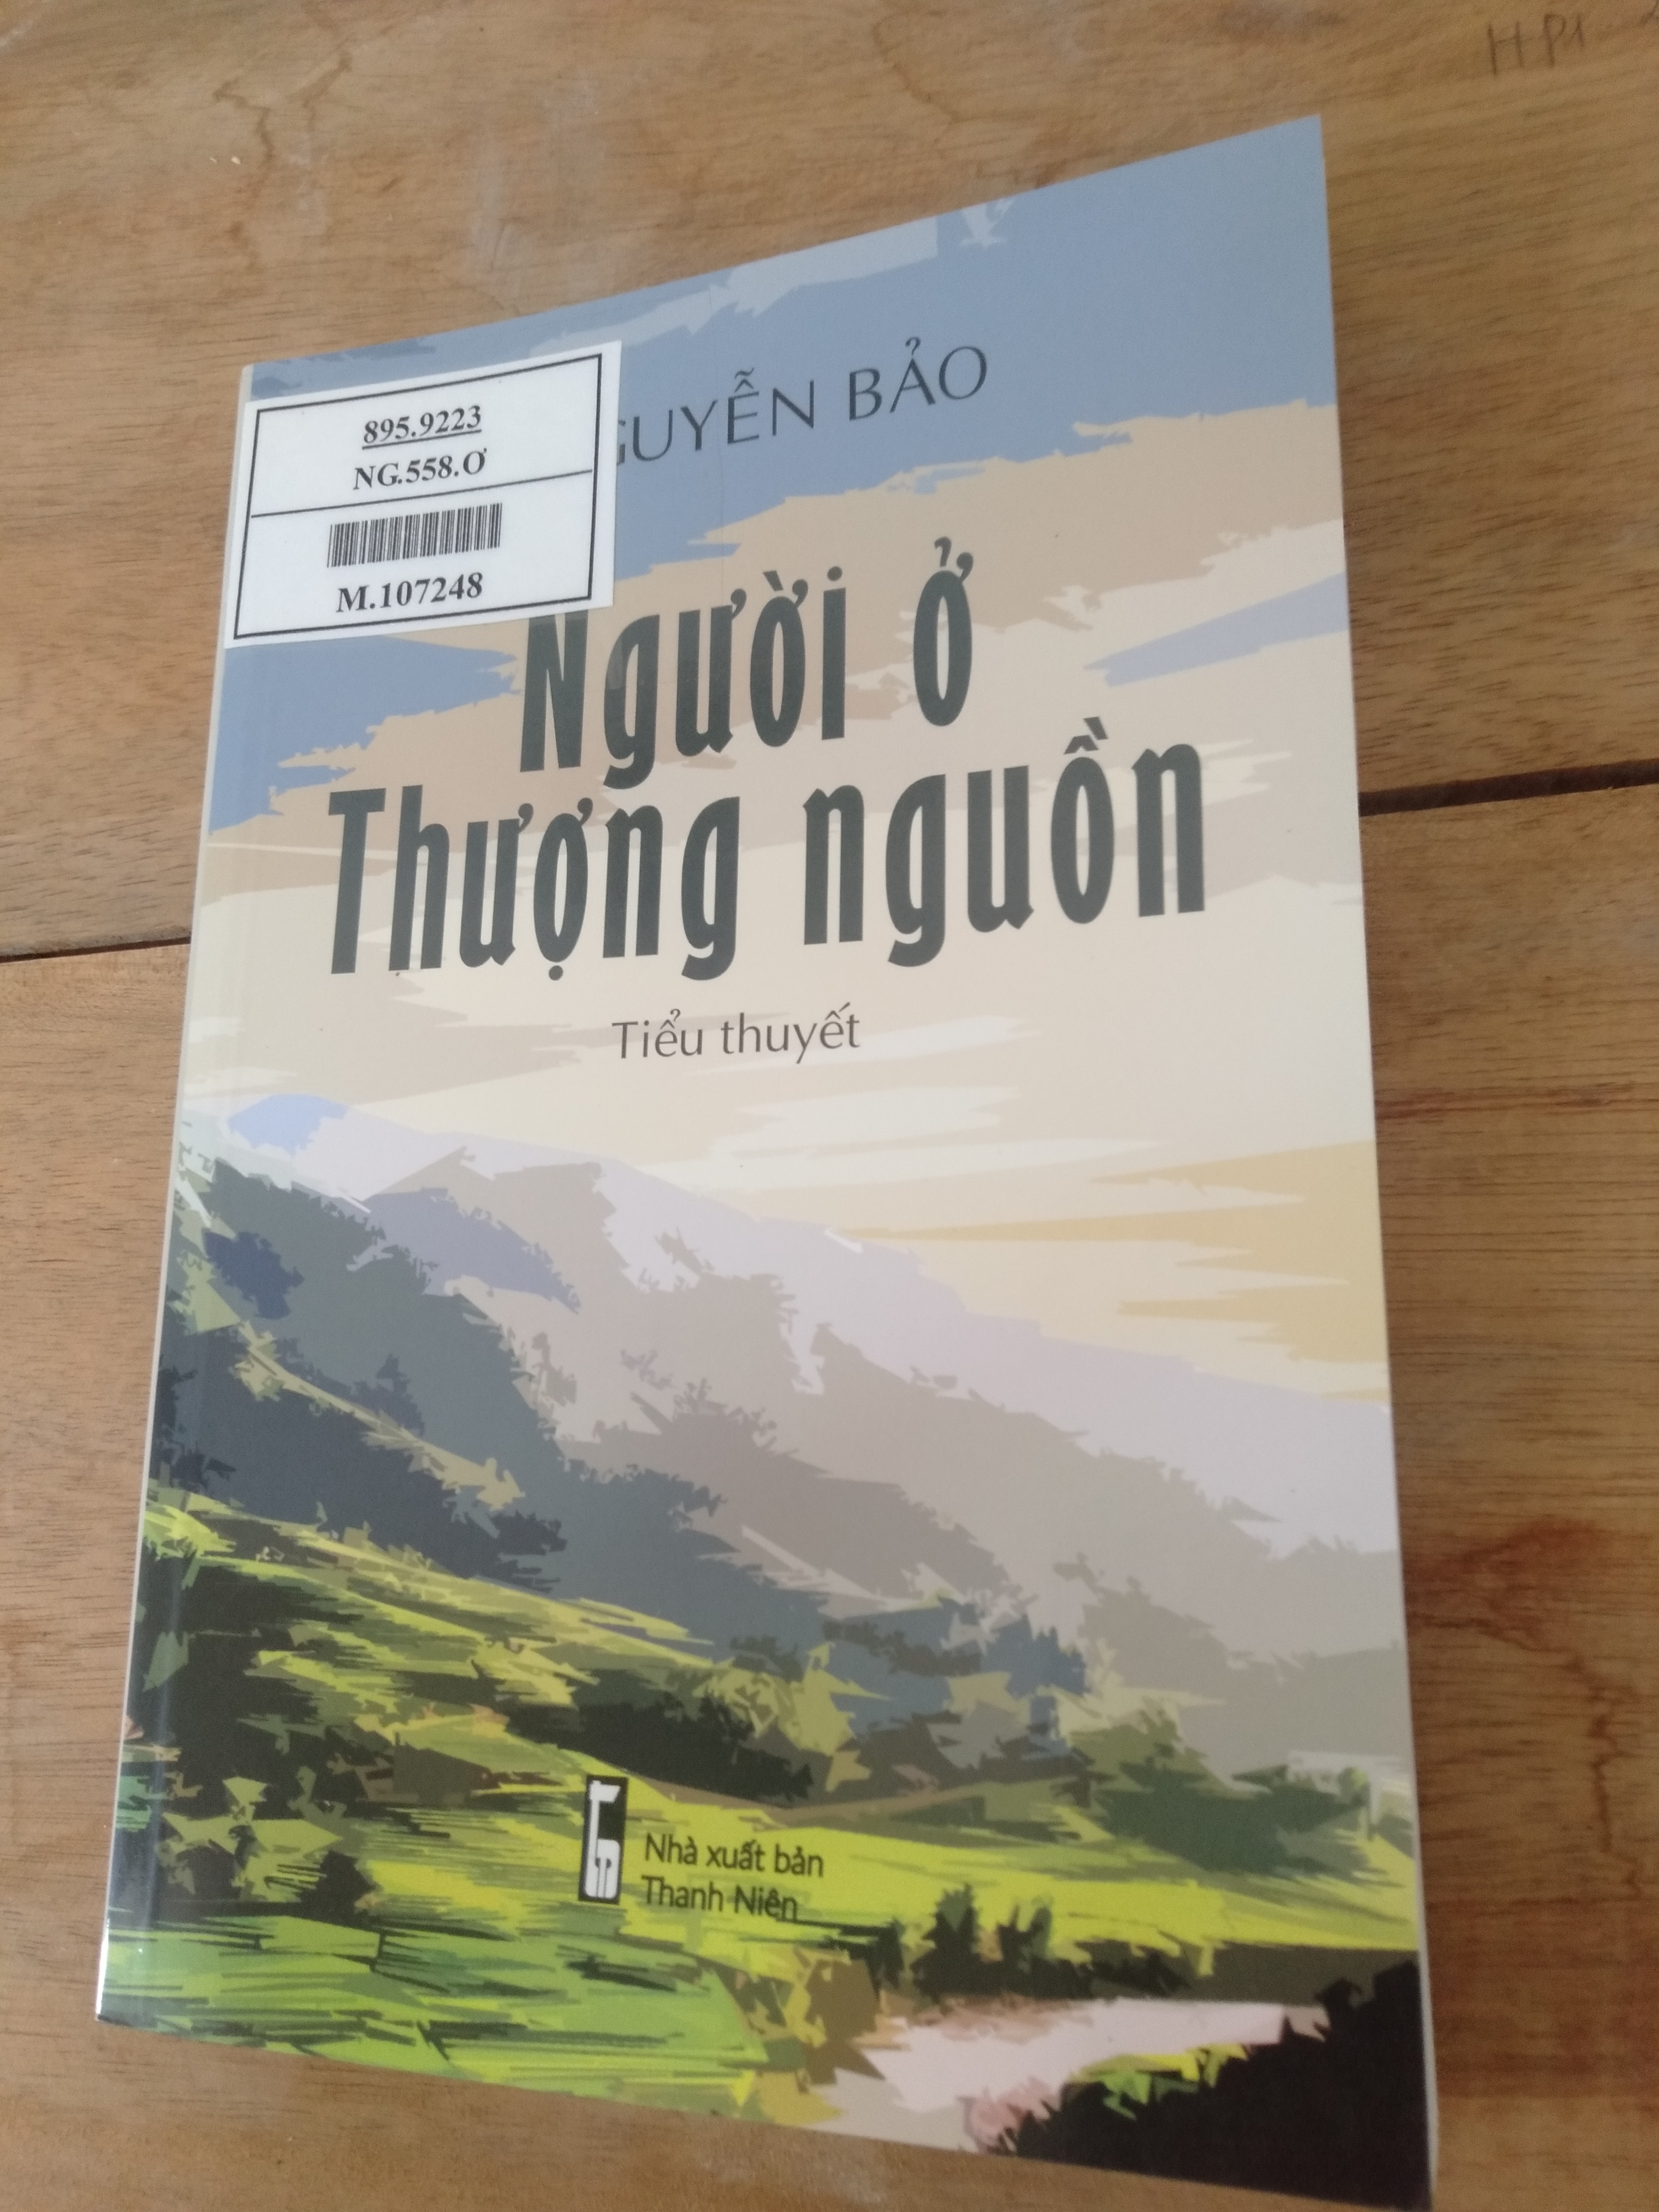 895.9223
NG.558.Ơ
M.107248
GUYỄN BẢO
Người ở
Thượng nguồn
Tiểu thuyết
Nhà xuất bản
Thanh Niên